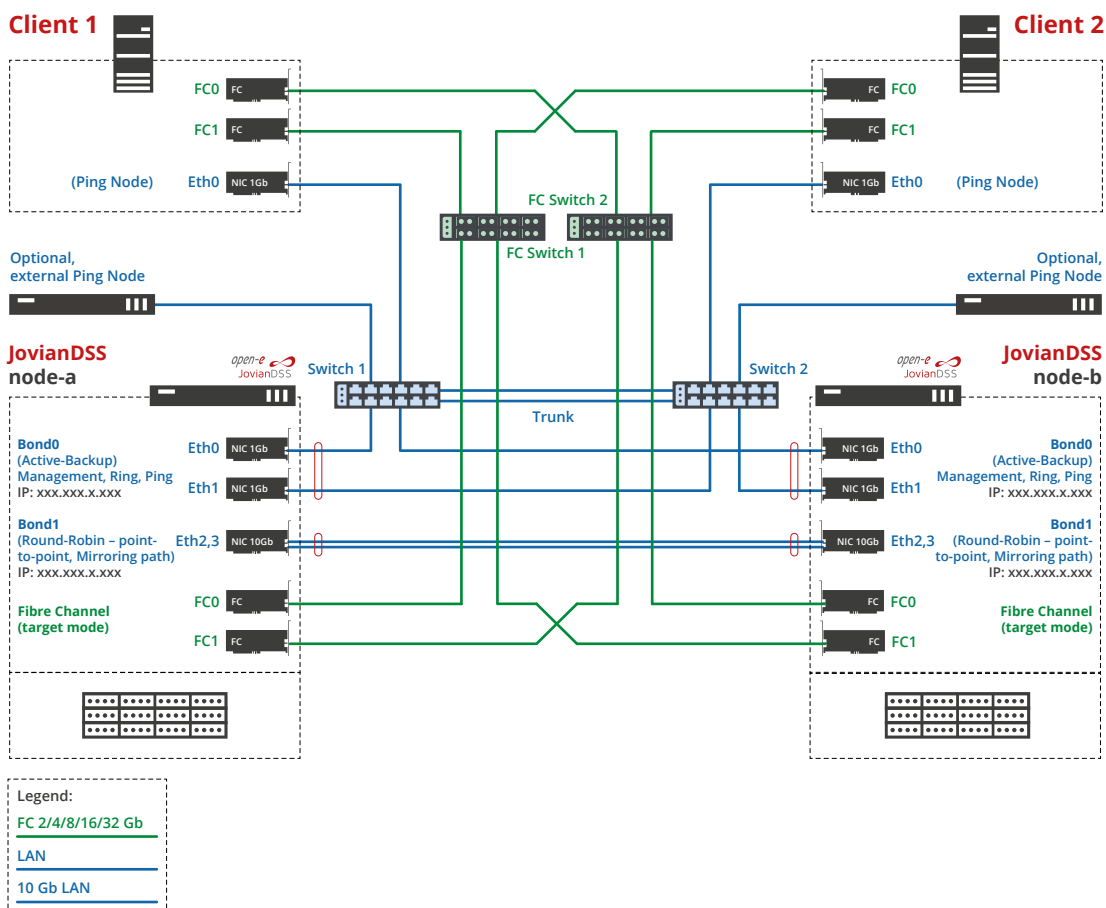 Client 1
Client 2
FC0
FC
FC
FC0
FC1
FC
FC
FC1
(Ping Node)
Eth0
NIC 1Gb
NIC 1Gb
Eth0
(Ping Node)
FC Switch 2
FC Switch 1
Optional,
external Ping Node
Optional,
external Ping Node
JovianDSS
node-a
open-e
JovianDSS
Switch 1
Switch 2
open-e
JovianDSS
JovianDSS
node-b
Trunk
Bond0
(Active-Backup)
Management, Ring, Ping
IP: xxx.xxx.x.xxx
Eth0
NIC 1Gb
Eth1
NIC 1Gb
NIC 1Gb
Eth0
NIC 1Gb
Eth1
Bond0
(Active-Backup)
Management, Ring, Ping
IP: xxx.xxx.x.xxx
Bond1
(Round-Robin – point-
to-point, Mirroring path)
IP: xxx.xxx.x.xxx
Eth2,3
NIC 10Gb
NIC 10Gb
Eth2,3
Bond1
(Round-Robin – point-
to-point, Mirroring path)
IP: xxx.xxx.x.xxx
Fibre Channel
(target mode)
FC0
FC
FC1
FC
FC
FC0
FC
FC1
Fibre Channel
(target mode)
Legend:
FC 2/4/8/16/32 Gb
LAN
10 Gb LAN